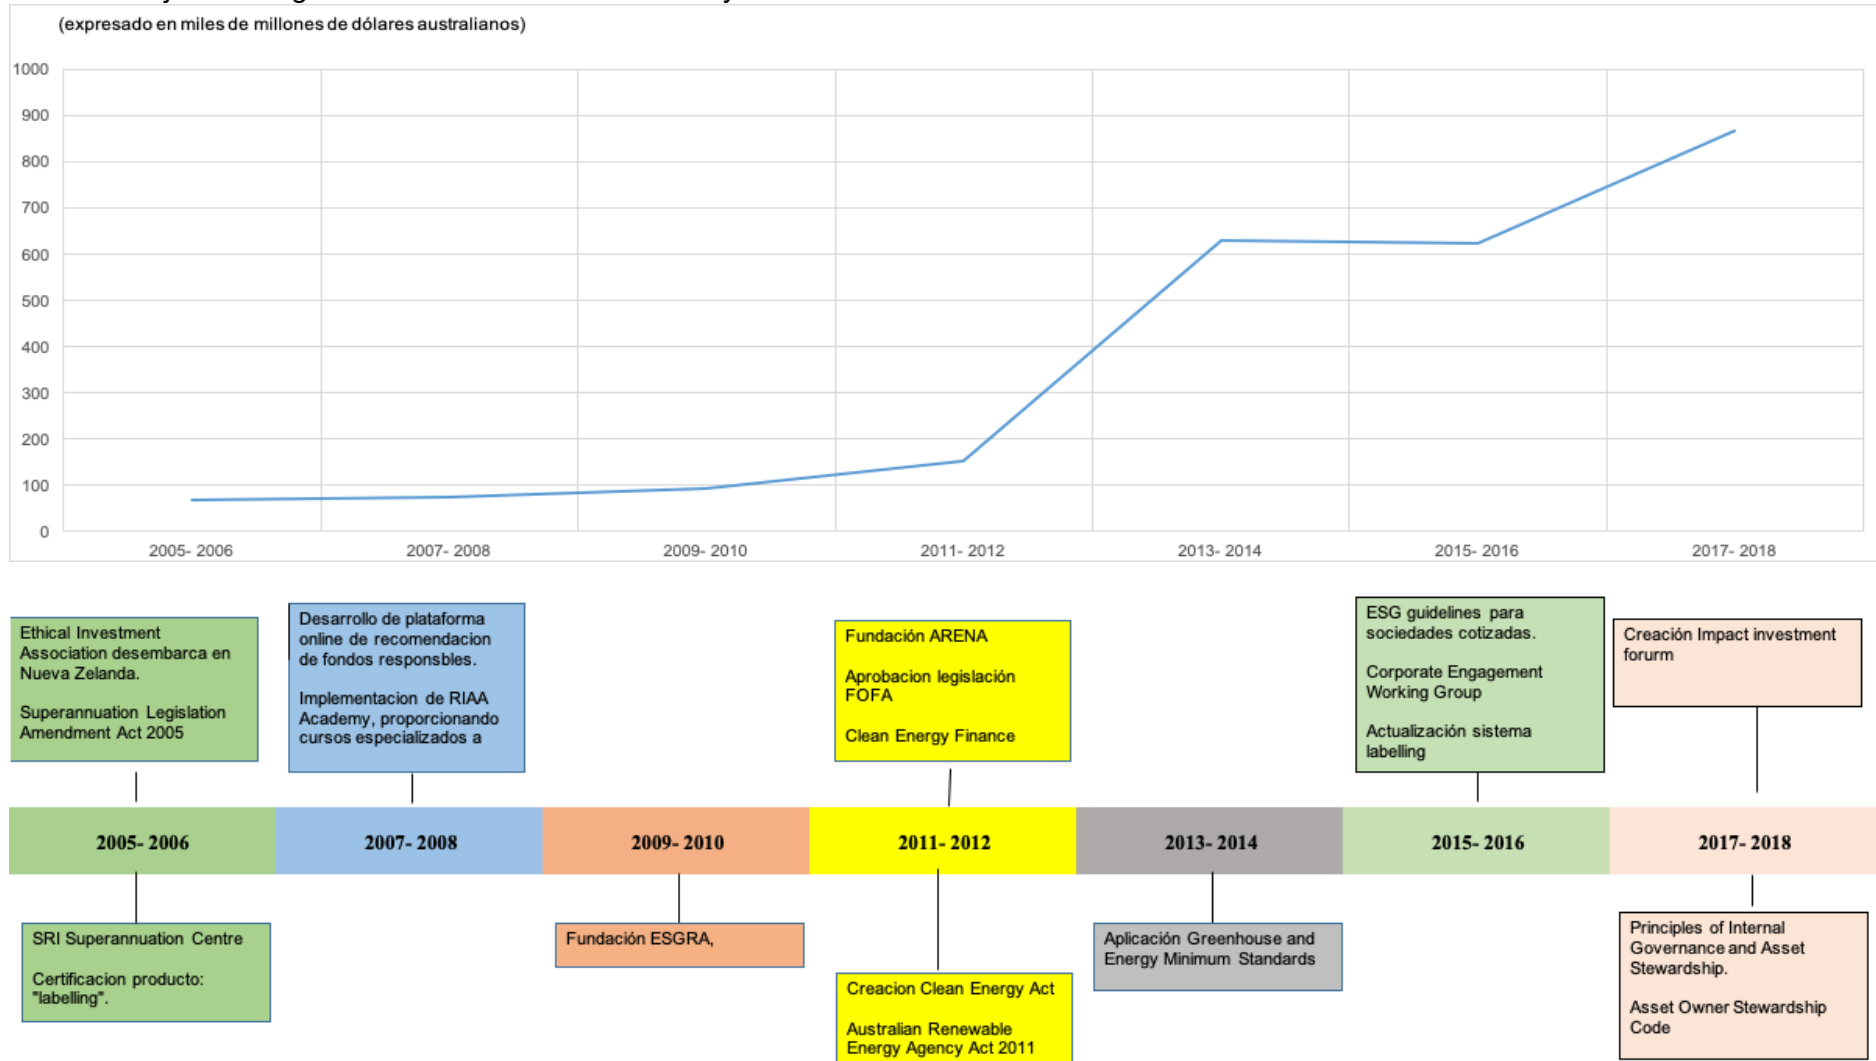 (expresado en miles de millones de dólares australianos)
1000
900
800
700
600
500
400
300
200
100
0
2005- 2006
2007- 2008
2009- 2010
2011- 2012
2013- 2014
2015- 2016
2017- 2018
Ethical Investment
Association desembarca en
Nueva Zelanda.
Superannuation Legislation
Amendment Act 2005
Desarrollo de plataforma
online de recomendacion
de fondos responsbles.
Implementacion de RIAA
Academy, proporcionando
cursos especializados a
Fundación ARENA
Aprobacion legislación
FOFA
Clean Energy Finance
ESG guidelines para
sociedades cotizadas.
Corporate Engagement
Working Group
Actualización sistema
labelling
Creación Impact investment
forurm
2005- 2006
2007- 2008
2009- 2010
2011- 2012
2013- 2014
2015- 2016
2017- 2018
SRI Superannuation Centre
Certificacion producto:
"labelling".
Fundación ESGRA,
Creacion Clean Energy Act
Australian Renewable
Energy Agency Act 2011
Aplicación Greenhouse and
Energy Minimum Standards
Principles of Internal
Governance and Asset
Stewardship.
Asset Owner Stewardship
Code